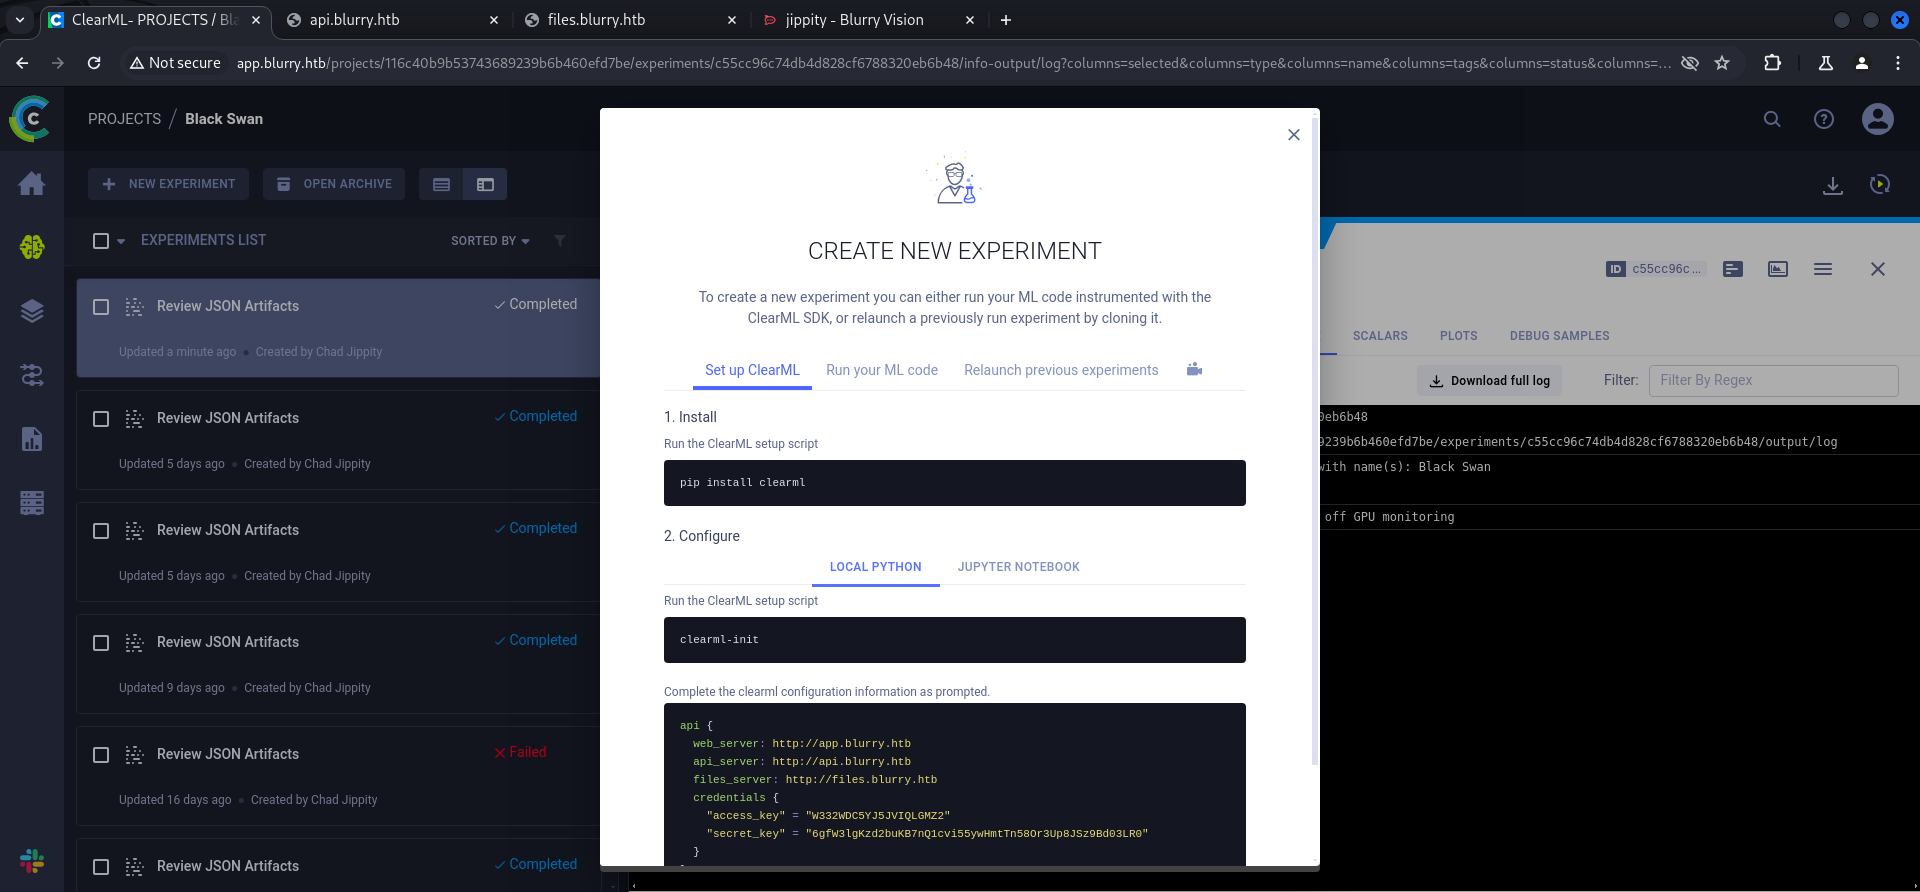 ClearML- PROJECTS / Bla
api.blurry.htb
files.blurry.htb
jippity - Blurry Vision
Not secure
app.blurry.htb/projects/116c40b9b53743689239b6b460efd7be/experiments/c55cc96c74db4d828cf6788320eb6b48/info-output/log?columns=selected&columns=type&columns=name&columns=tags&columns=status&columns=...
PROJECTS / Black Swan
NEW EXPERIMENT
OPEN ARCHIVE
EXPERIMENTS LIST
SORTED BY
Review JSON Artifacts
Completed
Updated a minute ago
Created by Chad Jippity
Review JSON Artifacts
Completed
Updated 5 days ago
Created by Chad Jippity
Review JSON Artifacts
Completed
Updated 5 days ago
Created by Chad Jippity
Review JSON Artifacts
Completed
Updated 9 days ago
Created by Chad Jippity
Review JSON Artifacts
Failed
Updated 16 days ago
Created by Chad Jippity
Review JSON Artifacts
Completed
CREATE NEW EXPERIMENT
To create a new experiment you can either run your ML code instrumented with the
ClearML SDK, or relaunch a previously run experiment by cloning it.
Set up ClearML
Run your ML code
Relaunch previous experiments
1. Install
Run the ClearML setup script
pip install clearml
2. Configure
LOCAL PYTHON
JUPYTER NOTEBOOK
Run the ClearML setup script
clearml-init
Complete the clearml configuration information as prompted.
api {
web_server: http://app.blurry.htb
api_server: http://api.blurry.htb
files_server: http://files.blurry.htb
credentials {
"access_key" = "W332WDC5YJ5JVIQLGMZ2"
"secret_key" = "6gfW3lgKzd2buKB7nQ1cvi55ywHmtTn58Or3Up8JSz9Bd03LR0"
}
ID c55cc96c...
SCALARS
PLOTS
DEBUG SAMPLES
Download full log
Filter:
Filter By Regex
0eb6b48
9239b6b460efd7be/experiments/c55cc96c74db4d828cf6788320eb6b48/output/log
with name(s): Black Swan
off GPU monitoring